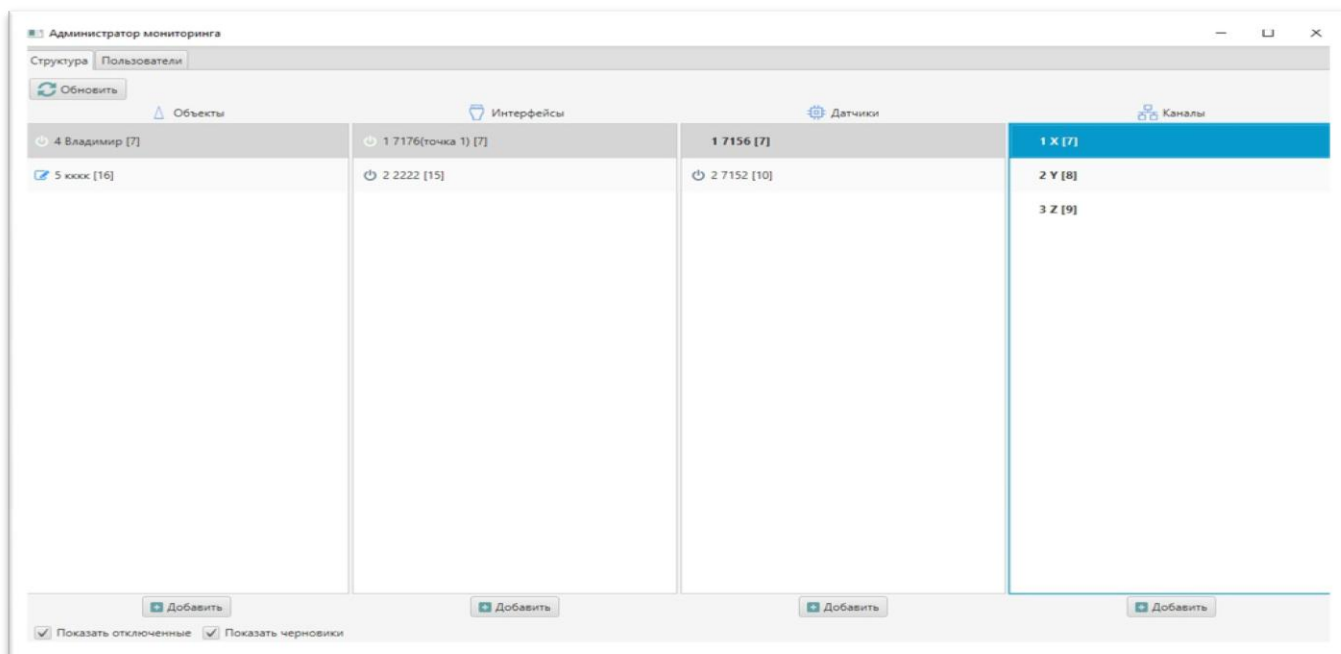 Администратор мониторинга
Структура Пользователи
Обновить
Объекты Интерфейсы Датчики Каналы
4 Владимир [7] 1 7176(точка 1) [7] 1 7156 [7] 1 X [7]
5 кккк [16] 2 2222 [15] 2 7152 [10] 2 Y [8]
3 Z [9]
Добавить Добавить Добавить Добавить
Показать отключенные Показать черновики